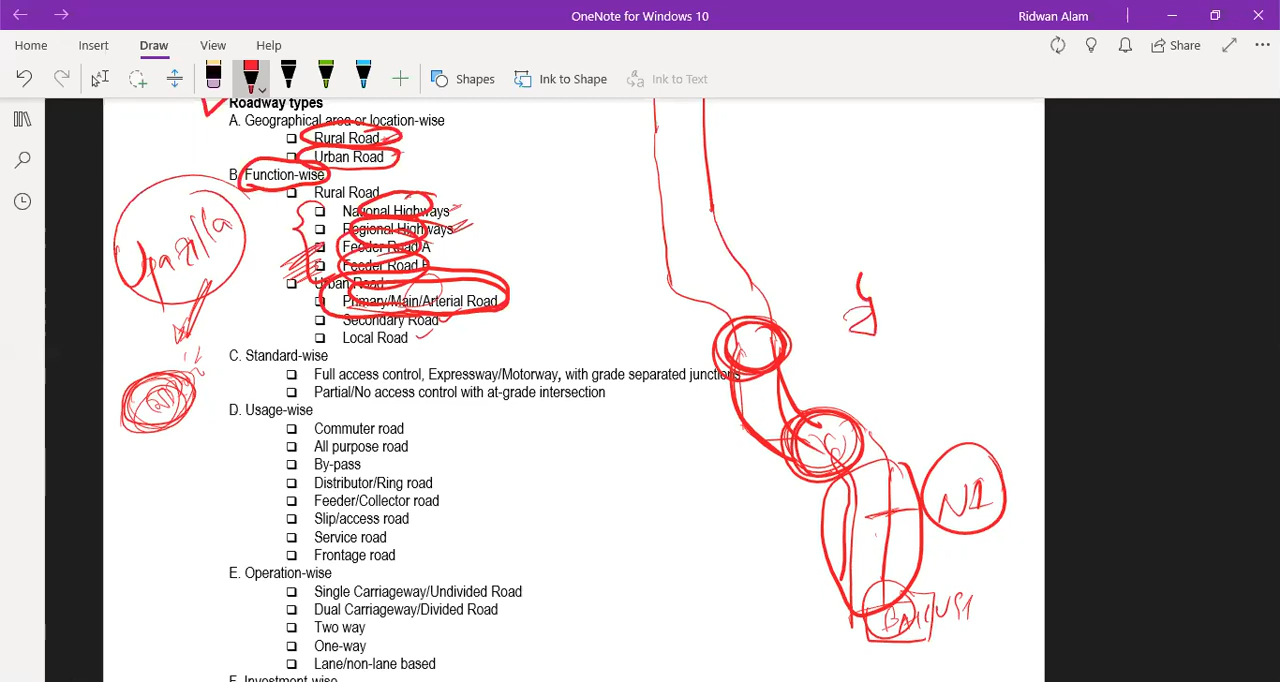 OneNote for Windows 10
Ridwan Alam
Home Insert Draw View Help
Share
Shapes
Ink to Shape
Ink to Text
Roadway types
A. Geographical area or location-wise
Rural Road
Urban Road
B. Function-wise
Rural Road
National Highways
Regional Highways
Feeder Road A
Feeder Road B
Urban Road
Primary/Main/Arterial Road
Secondary Road
Local Road
C. Standard-wise
Full access control, Expressway/Motorway, with grade separated junctions
Partial/No access control with at-grade intersection
D. Usage-wise
Commuter road
All purpose road
By-pass
Distributor/Ring road
Feeder/Collector road
Slip/access road
Service road
Frontage road
E. Operation-wise
Single Carriageway/Undivided Road
Dual Carriageway/Divided Road
Two way
One-way
Lane/non-lane based
F. Investment-wise
Upazilla
N1